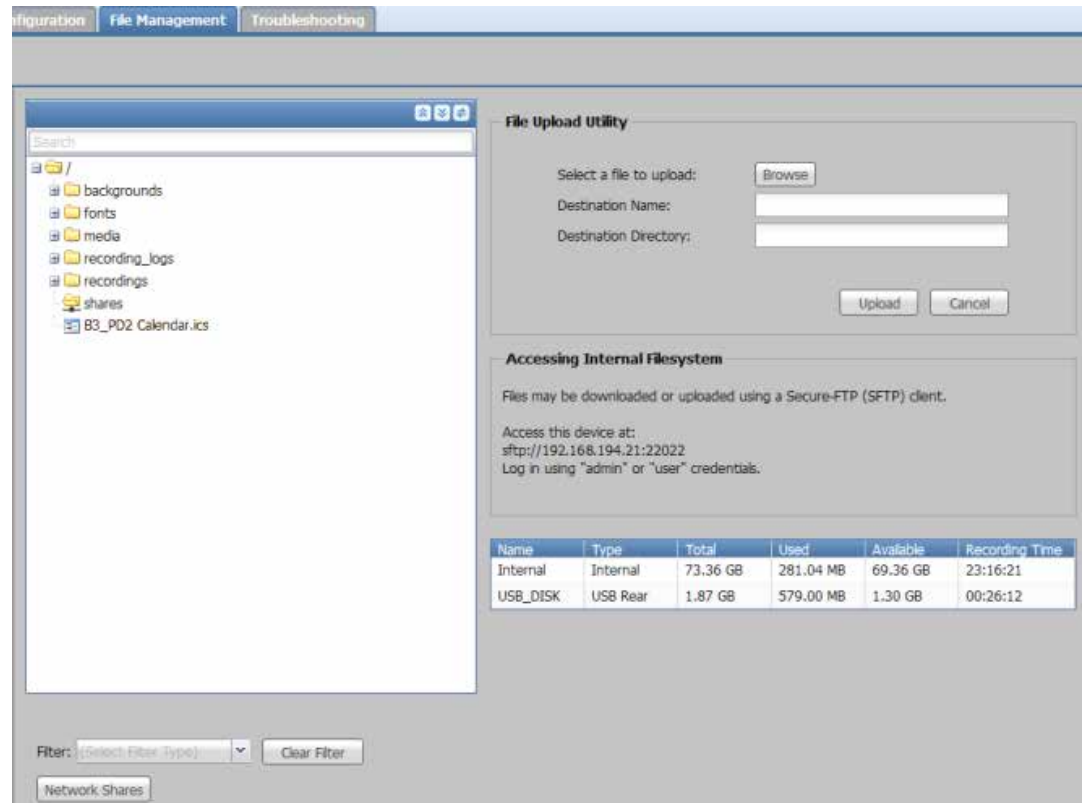 nfiguration File Management Troubleshooting
Search
/
backgrounds
fonts
media
recording_logs
recordings
shares
B3_PD2 Calendar.ics
Filter: (Select Filter Type) Clear Filter
Network Shares
File Upload Utility
Select a file to upload: Browse
Destination Name:
Destination Directory:
Upload Cancel
Accessing Internal Filesystem
Files may be downloaded or uploaded using a Secure-FTP (SFTP) client.
Access this device at:
sftp://192.168.194.21:22022
Log in using "admin" or "user" credentials.
Name Type Total Used Available Recording Time
Internal Internal 73.36 GB 281.04 MB 69.36 GB 23:16:21
USB_DISK USB Rear 1.87 GB 579.00 MB 1.30 GB 00:26:12